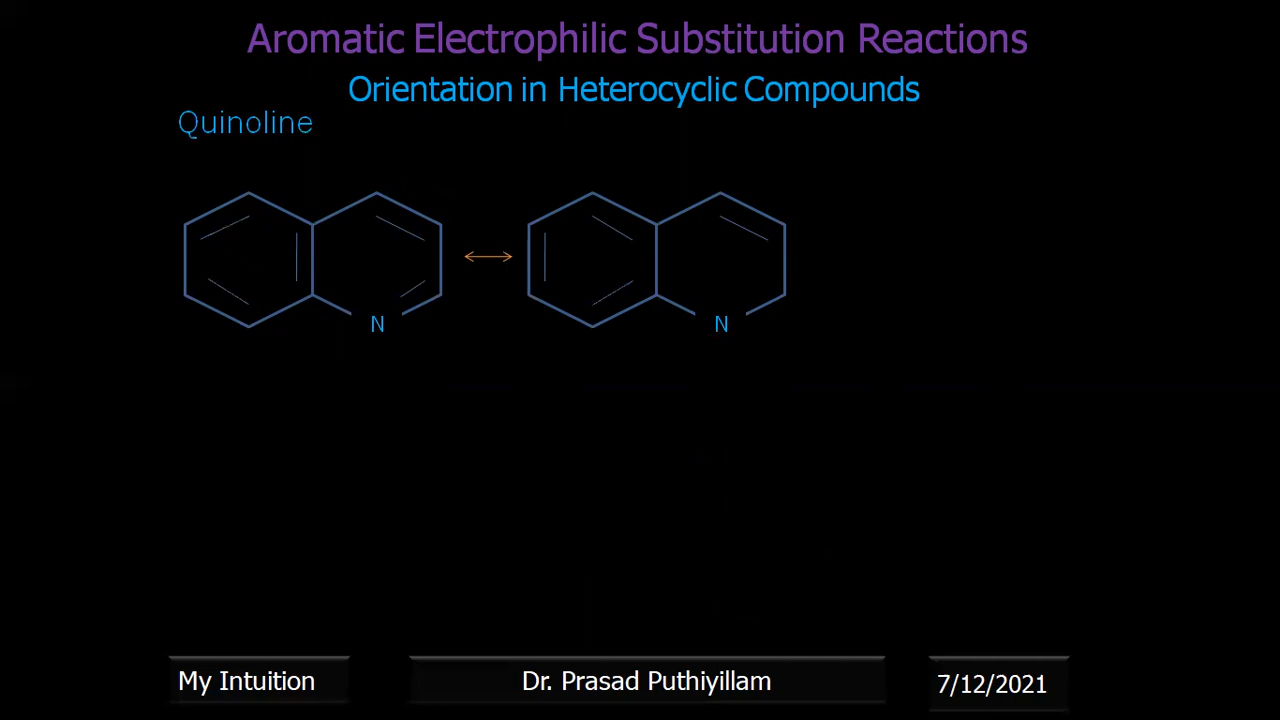 Aromatic Electrophilic Substitution Reactions
Orientation in Heterocyclic Compounds
Quinoline
N
N
My Intuition
Dr. Prasad Puthiyillam
7/12/2021